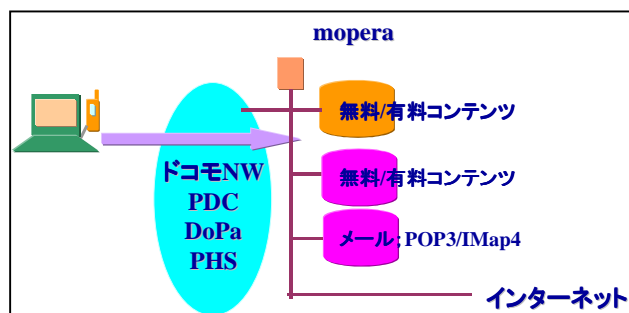 mopera
無料/有料コンテンツ
ドコモNW
PDC
DoPa
PHS
無料/有料コンテンツ
メール;POP3/IMap4
インターネット